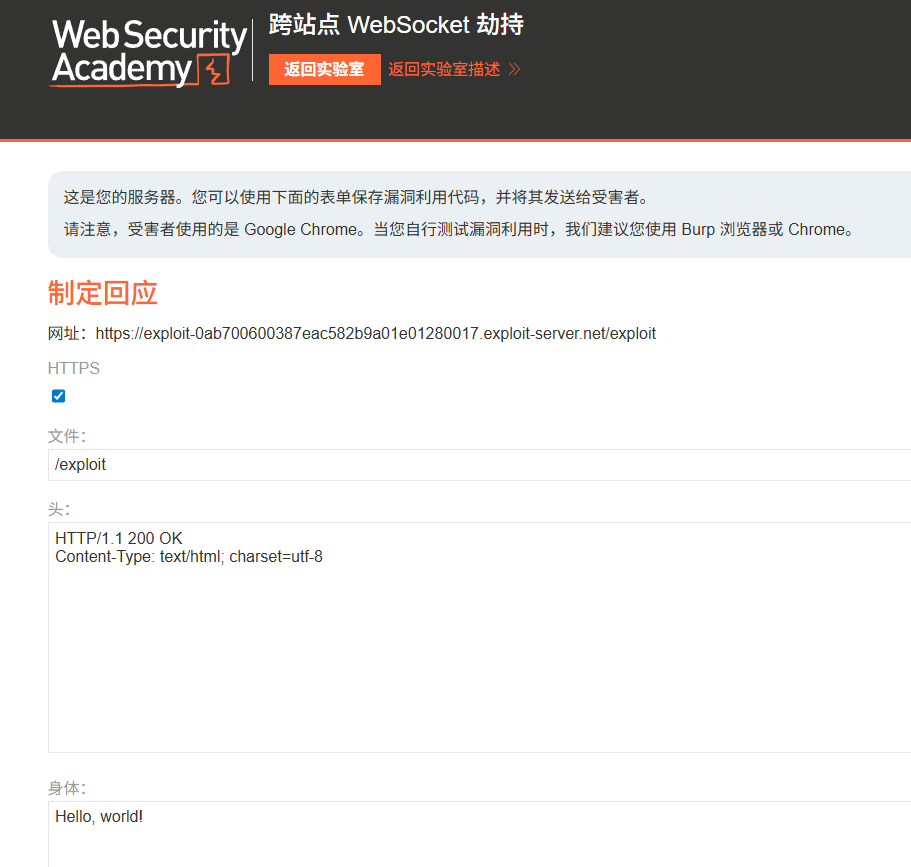 Web Security
Academy
跨站点 WebSocket 劫持
返回实验室 返回实验室描述
这是您的服务器。您可以使用下面的表单保存漏洞利用代码，并将其发送给受害者。
请注意，受害者使用的是 Google Chrome。当您自行测试漏洞利用时，我们建议您使用 Burp 浏览器或 Chrome。
制定回应
网址：https://exploit-0ab700600387eac582b9a01e01280017.exploit-server.net/exploit
HTTPS
文件：
/exploit
头：
HTTP/1.1 200 OK
Content-Type: text/html; charset=utf-8
身体：
Hello, world!